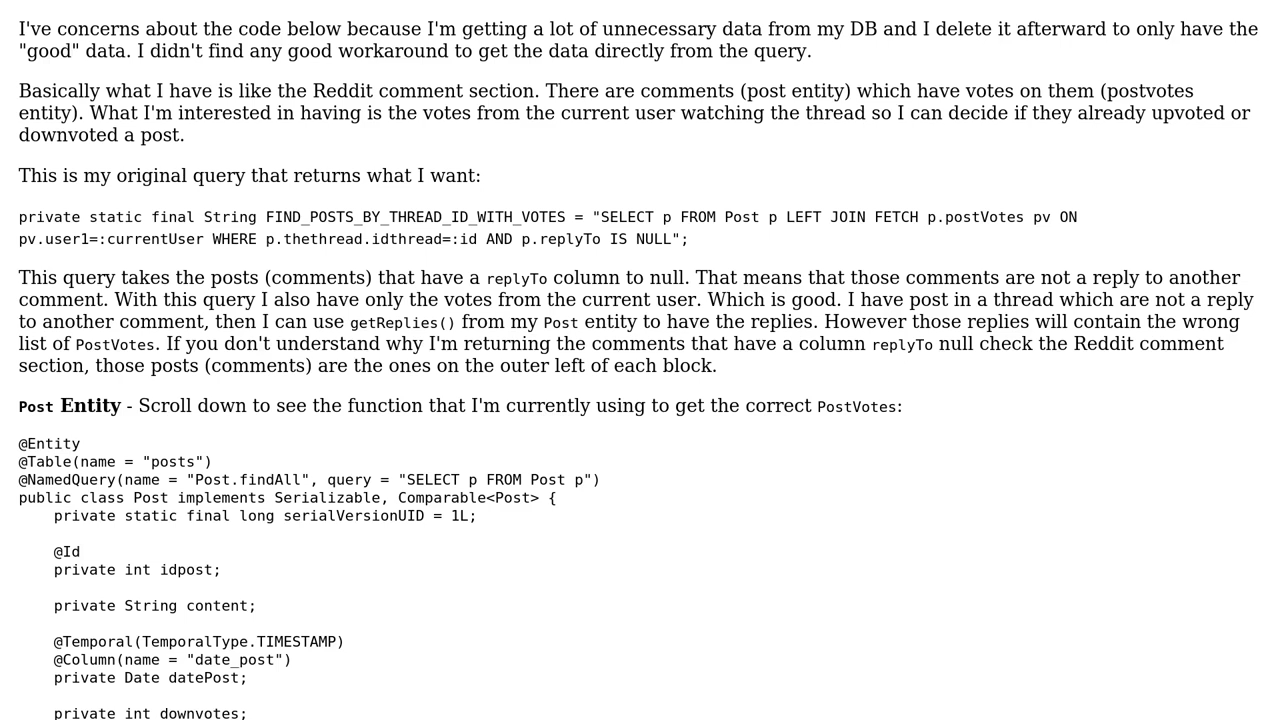 I've concerns about the code below because I'm getting a lot of unnecessary data from my DB and I delete it afterward to only have the
"good" data. I didn't find any good workaround to get the data directly from the query.
Basically what I have is like the Reddit comment section. There are comments (post entity) which have votes on them (postvotes
entity). What I'm interested in having is the votes from the current user watching the thread so I can decide if they already upvoted or
downvoted a post.
This is my original query that returns what I want:
private static final String FIND_POSTS_BY_THREAD_ID_WITH_VOTES = "SELECT p FROM Post p LEFT JOIN FETCH p.postVotes pv ON
pv.user1=:currentUser WHERE p.thethread.idthread=:id AND p.replyTo IS NULL";
This query takes the posts (comments) that have a replyTo column to null. That means that those comments are not a reply to another
comment. With this query I also have only the votes from the current user. Which is good. I have post in a thread which are not a reply
to another comment, then I can use getReplies() from my Post entity to have the replies. However those replies will contain the wrong
list of PostVotes. If you don't understand why I'm returning the comments that have a column replyTo null check the Reddit comment
section, those posts (comments) are the ones on the outer left of each block.
Post Entity - Scroll down to see the function that I'm currently using to get the correct PostVotes:
@Entity
@Table(name = "posts")
@NamedQuery(name = "Post.findAll", query = "SELECT p FROM Post p")
public class Post implements Serializable, Comparable<Post> {
    private static final long serialVersionUID = 1L;
    @Id
    private int idpost;
    private String content;
    @Temporal(TemporalType.TIMESTAMP)
    @Column(name = "date_post")
    private Date datePost;
    private int downvotes;